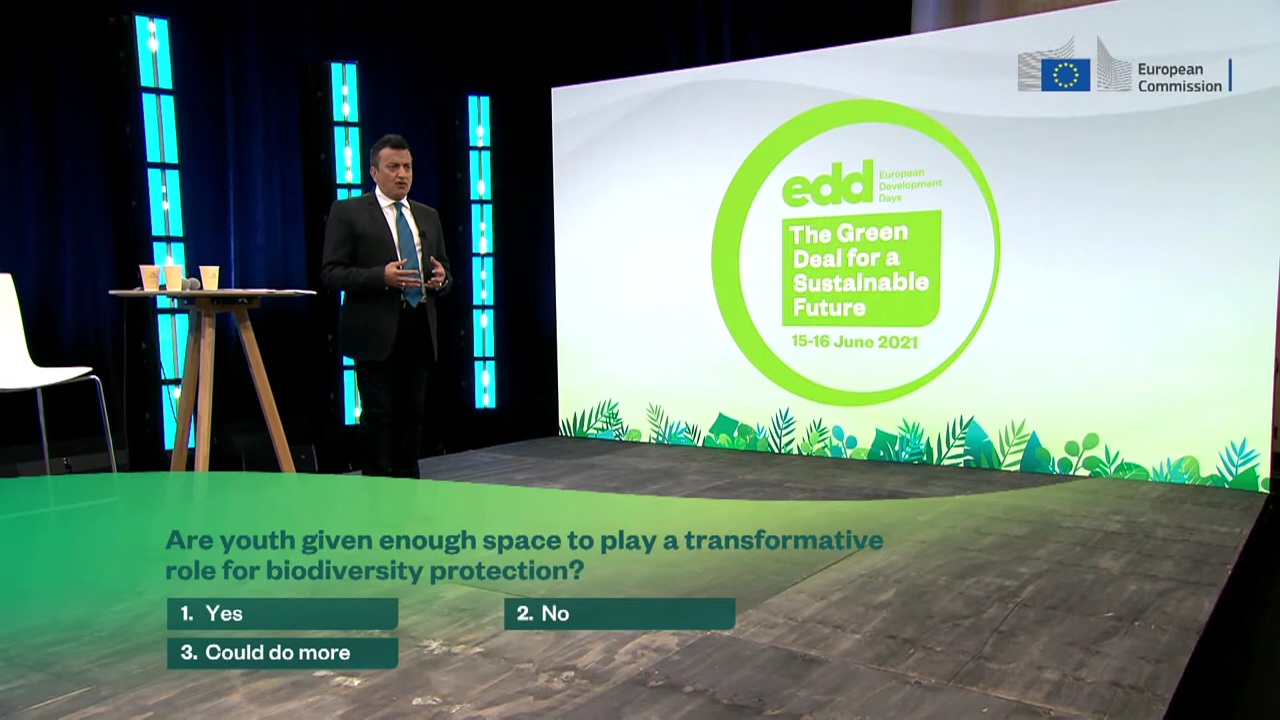 European
Commission
edd
European
Development
Days
The Green
Deal for a
Sustainable
Future
15-16 June 2021
Are youth given enough space to play a transformative
role for biodiversity protection?
1. Yes
2. No
3. Could do more